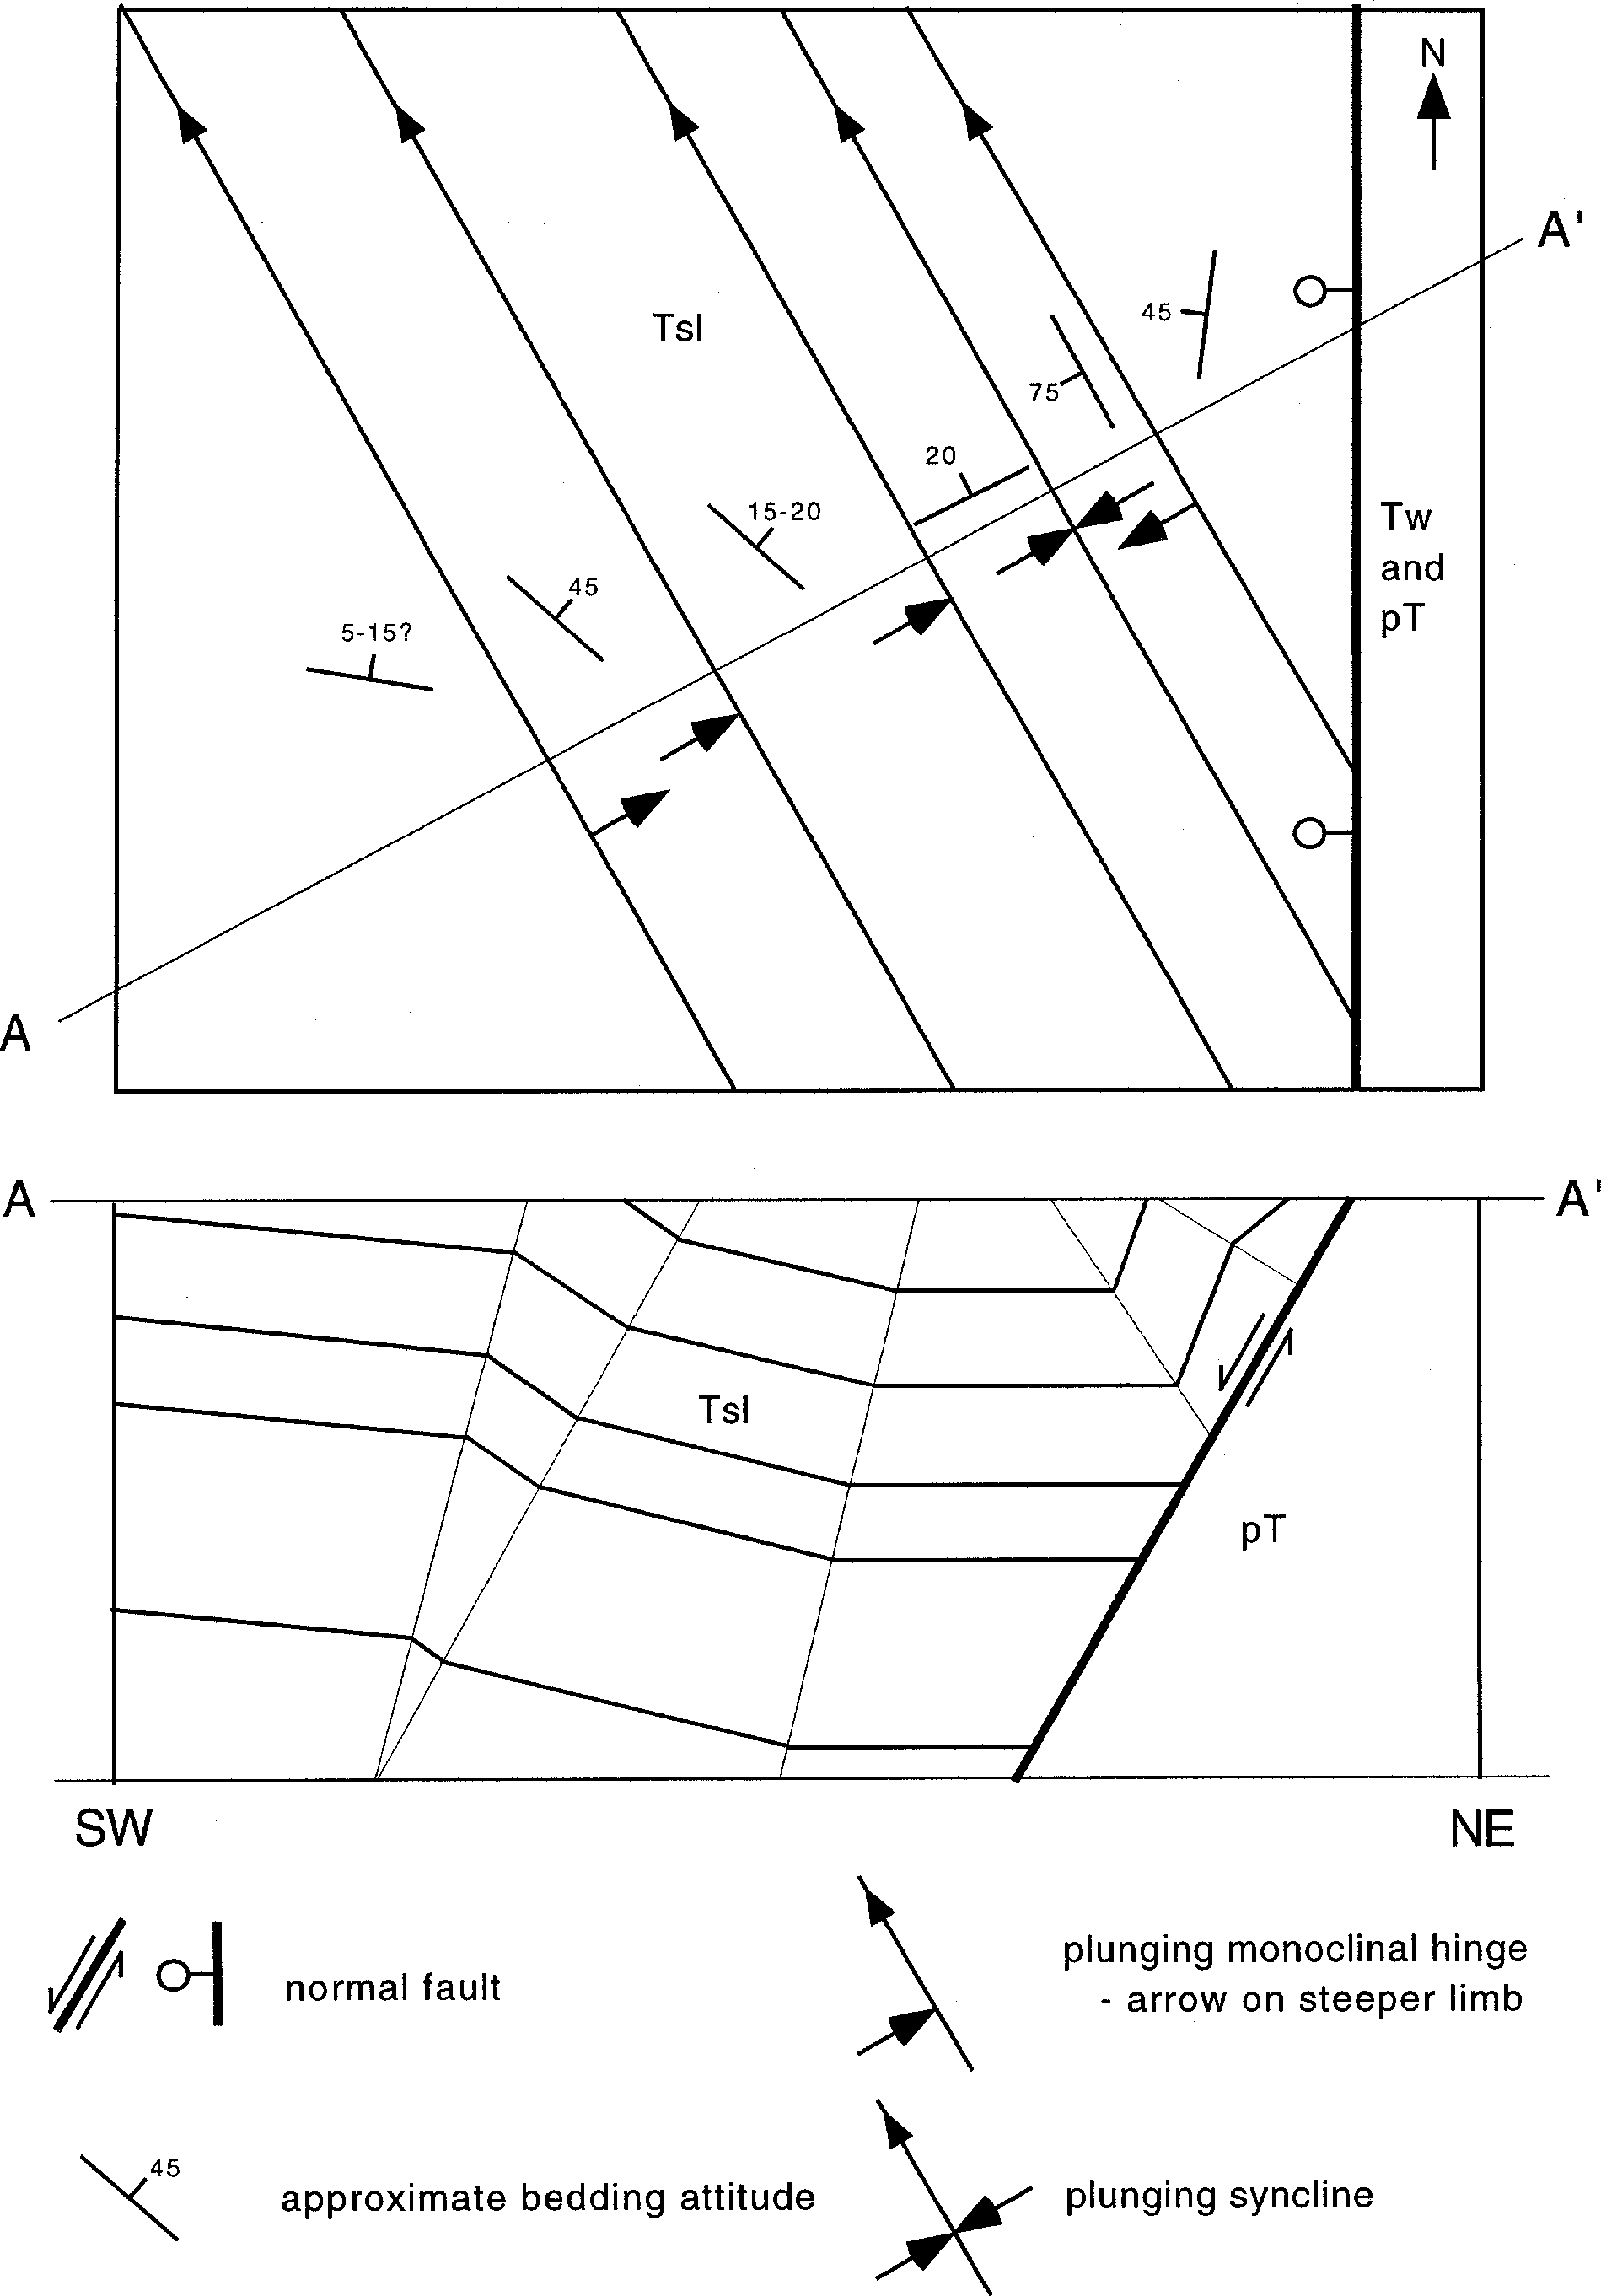 N
A'
45
Tsl
75
20
15-20
45
5-15?
Tw
and
pT
A
A
A'
Tsl
pT
SW
NE
normal fault
plunging monoclinal hinge
- arrow on steeper limb
45
approximate bedding attitude
plunging syncline